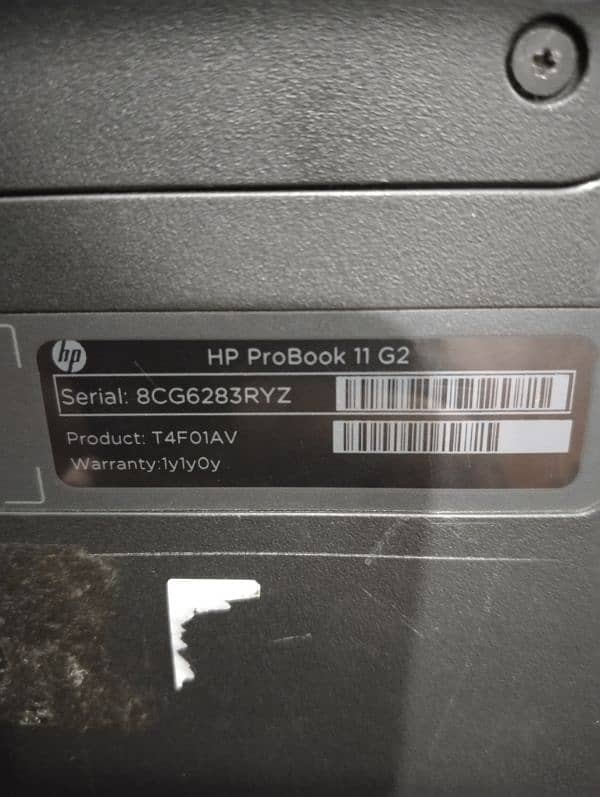 hp
HP ProBook 11 G2
Serial: 8CG6283RYZ
Product: T4F01AV
Warranty:1y1y0y